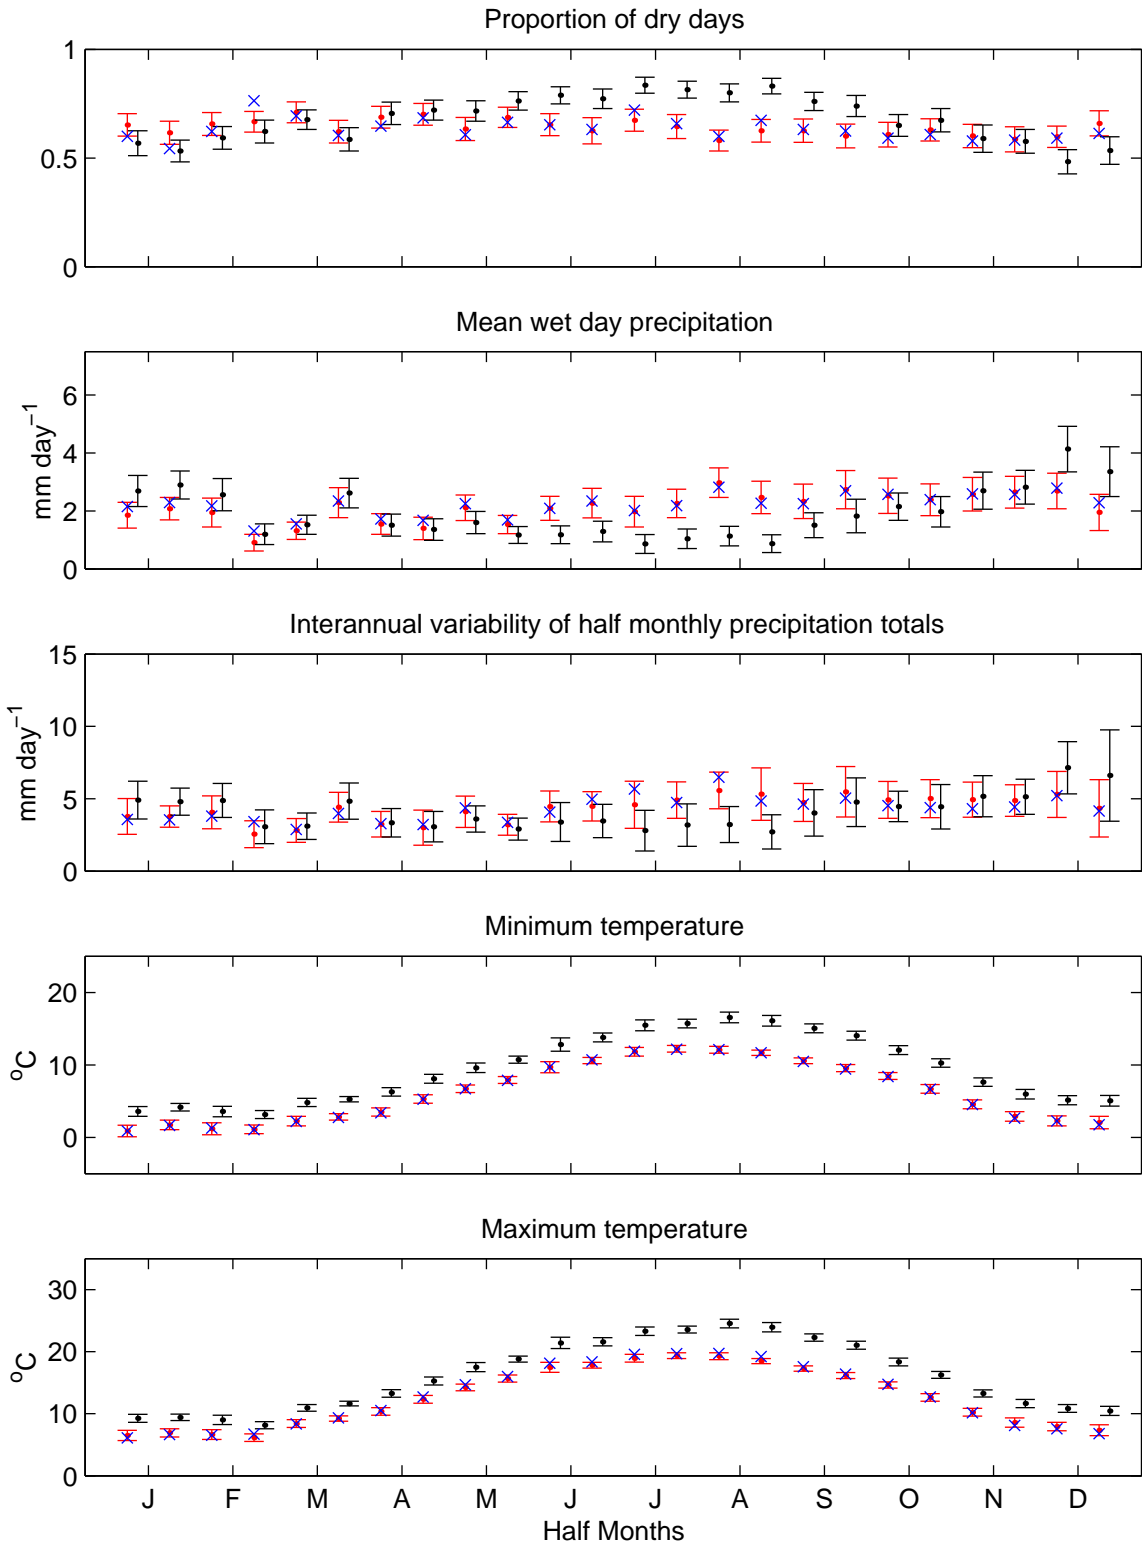 Proportion of dry days
1
0.5
0
Mean wet day precipitation
6
4
2
0
mm day⁻¹
Interannual variability of half monthly precipitation totals
15
10
5
0
mm day⁻¹
Minimum temperature
20
10
0
°C
Maximum temperature
30
20
10
0
°C
J F M A M J J A S O N D
Half Months